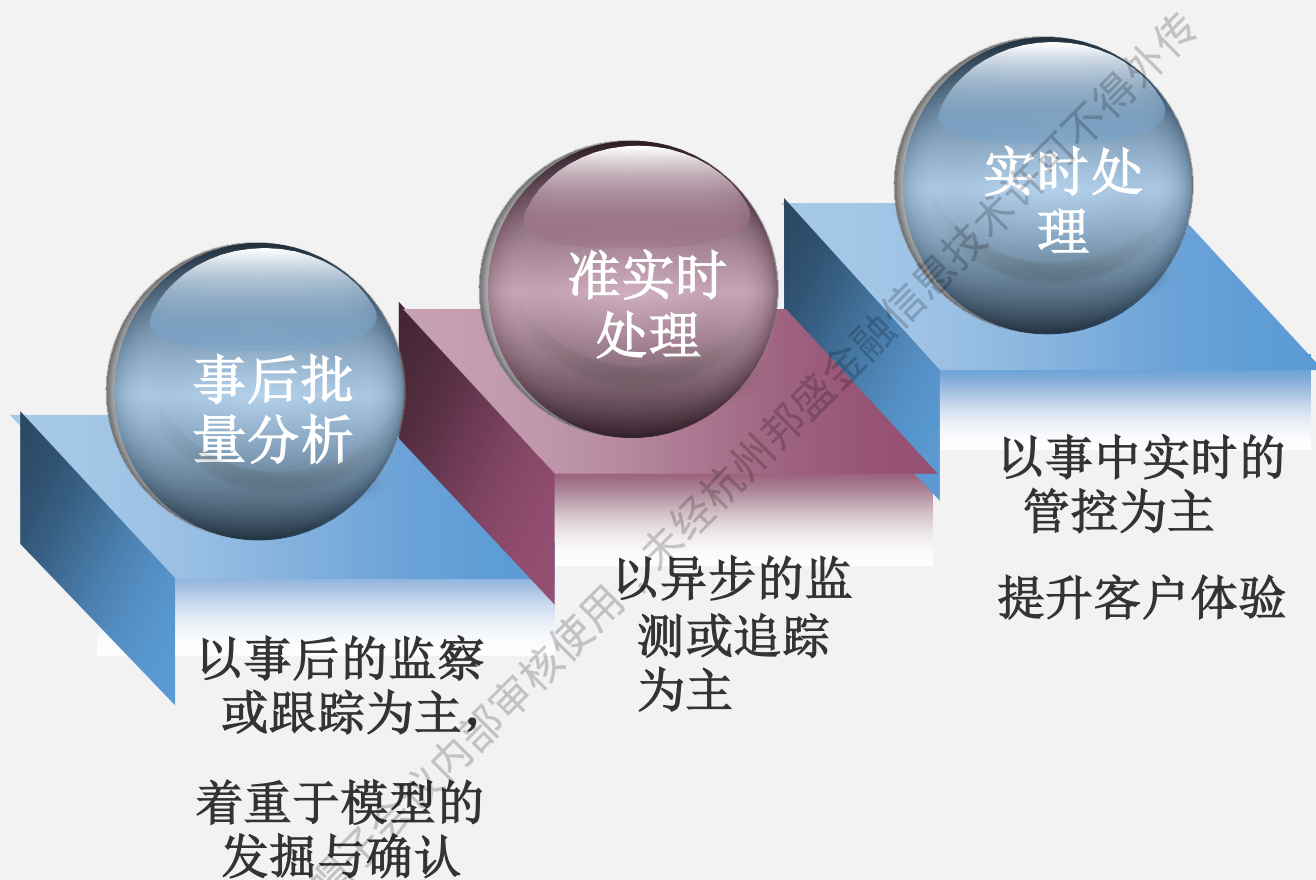 事后批
量分析
以事后的监察
或跟踪为主，
着重于模型的
发掘与确认
准实时
处理
以异步的监
测或追踪
为主
实时处
理
以事中实时的
管控为主
提升客户体验
会议内部审核使用，未经杭州邦盛金融信息技术许可不得外传